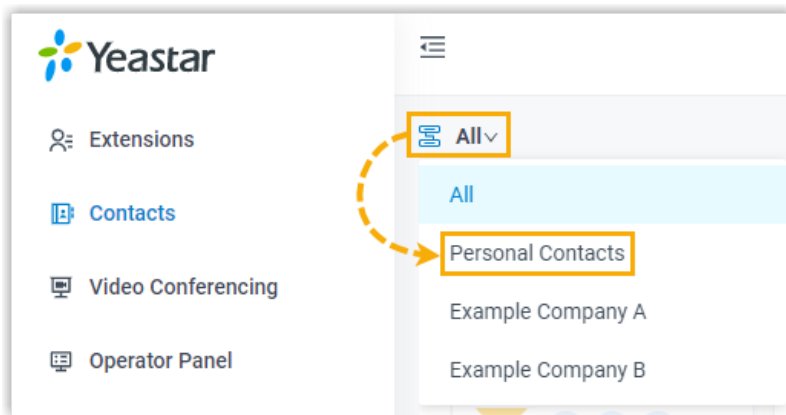 Yeastar
Extensions
Contacts
Video Conferencing
Operator Panel
All
All
Personal Contacts
Example Company A
Example Company B